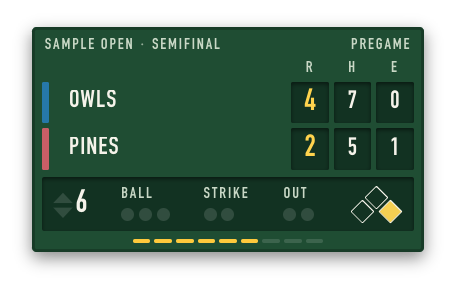 SAMPLE OPEN · SEMIFINAL PREGAME
R H E
OWLS 4 7 0
PINES 2 5 1
6 BALL STRIKE OUT